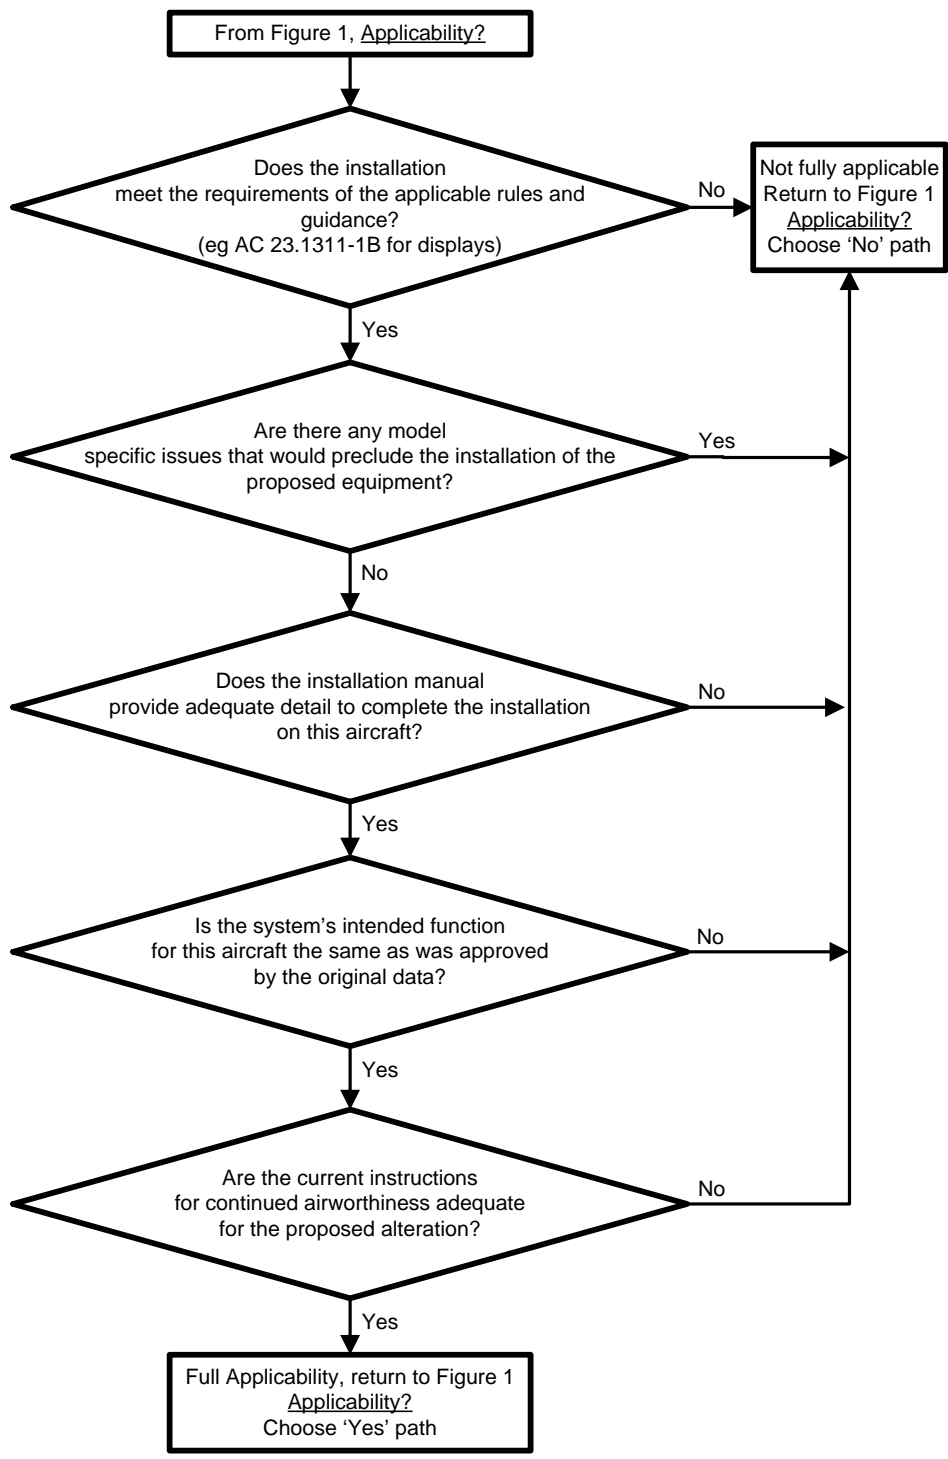 From Figure 1, Applicability?
Does the installation
meet the requirements of the applicable rules and
guidance?
(eg AC 23.1311-1B for displays)
No
Not fully applicable
Return to Figure 1
Applicability?
Choose ‘No’ path
Yes
Are there any model
specific issues that would preclude the installation of the
proposed equipment?
Yes
No
Does the installation manual
provide adequate detail to complete the installation
on this aircraft?
No
Yes
Is the system’s intended function
for this aircraft the same as was approved
by the original data?
No
Yes
Are the current instructions
for continued airworthiness adequate
for the proposed alteration?
No
Yes
Full Applicability, return to Figure 1
Applicability?
Choose ‘Yes’ path